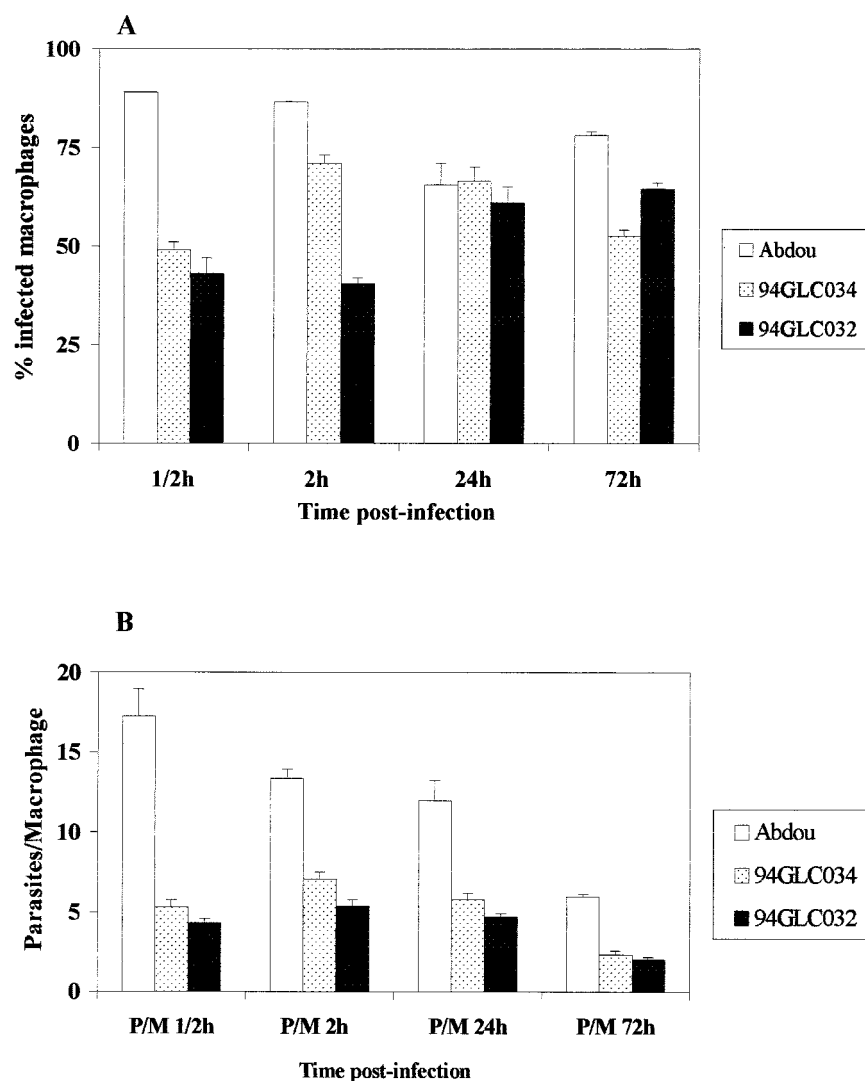 A
100
75
50
25
0
% infected macrophages
1/2h 2h 24h 72h
Time post-infection
Abdou
94GLC034
94GLC032
B
20
15
10
5
0
Parasites/Macrophage
P/M 1/2h P/M 2h P/M 24h P/M 72h
Time post-infection
Abdou
94GLC034
94GLC032